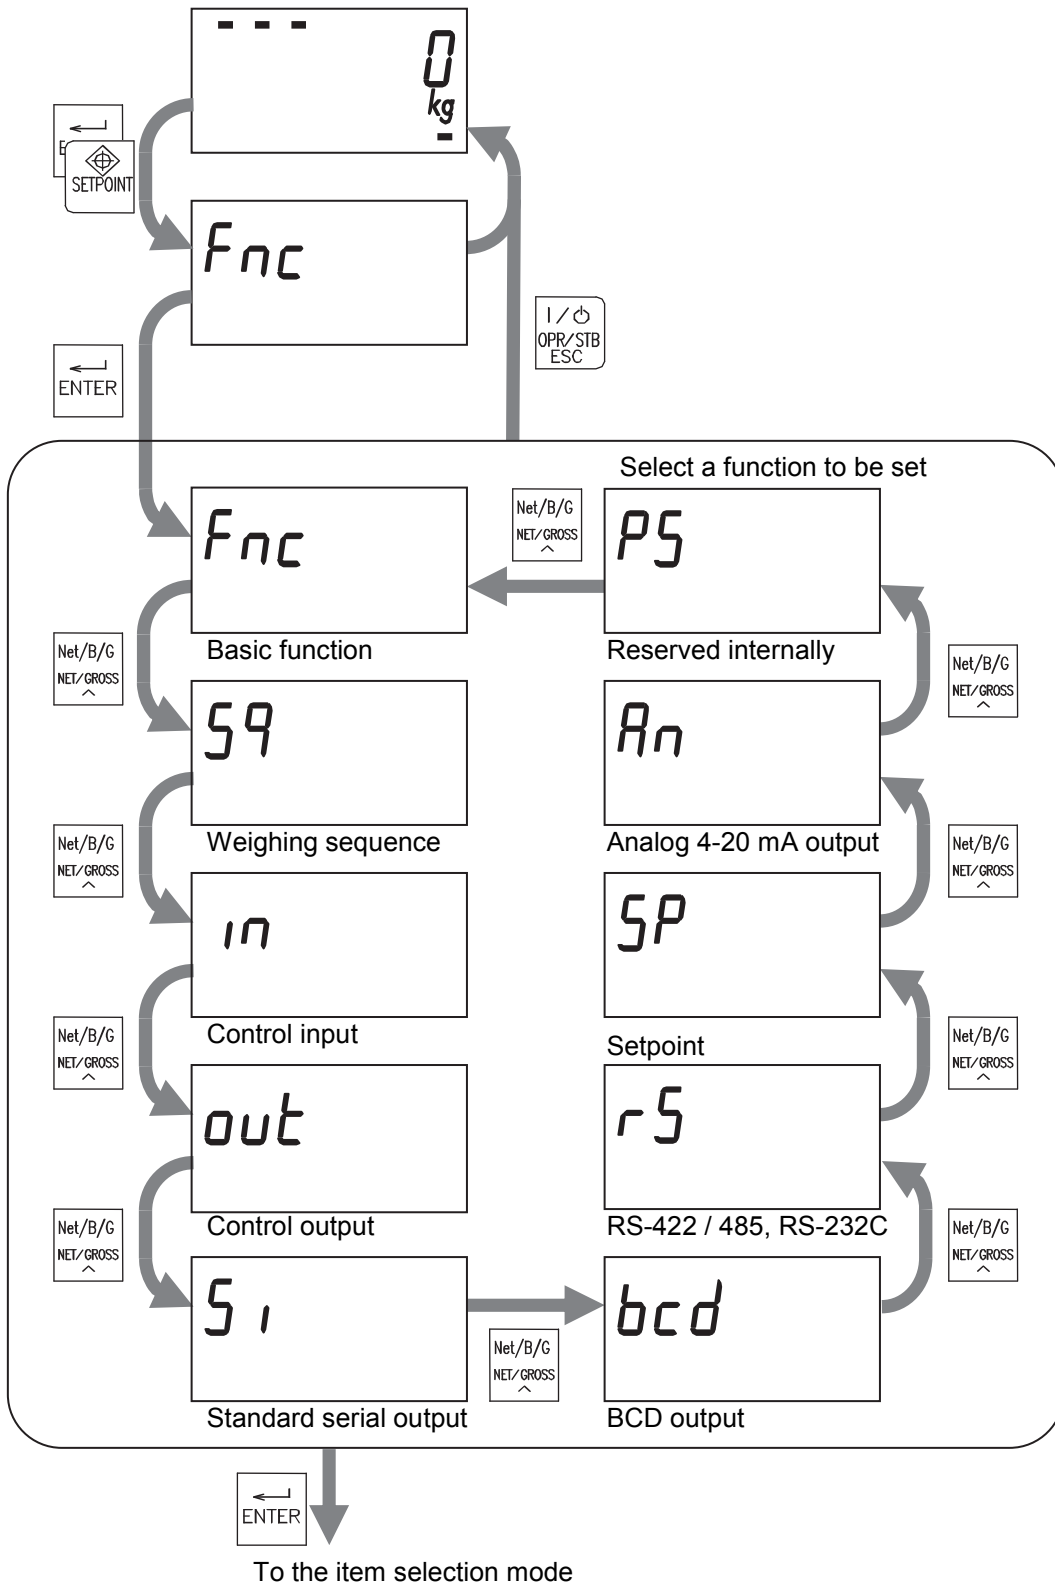 - - -
0
kg
-
SETPOINT
Fnc
I/⏻
OPR/STB
ESC
ENTER
Select a function to be set
Fnc
Net/B/G
NET/GROSS
PS
Basic function
Reserved internally
Net/B/G
NET/GROSS
Net/B/G
NET/GROSS
Sq
An
Weighing sequence
Analog 4-20 mA output
Net/B/G
NET/GROSS
Net/B/G
NET/GROSS
in
SP
Control input
Setpoint
Net/B/G
NET/GROSS
Net/B/G
NET/GROSS
out
rS
Control output
RS-422 / 485, RS-232C
Net/B/G
NET/GROSS
Net/B/G
NET/GROSS
Si
bcd
Net/B/G
NET/GROSS
Standard serial output
BCD output
ENTER
To the item selection mode